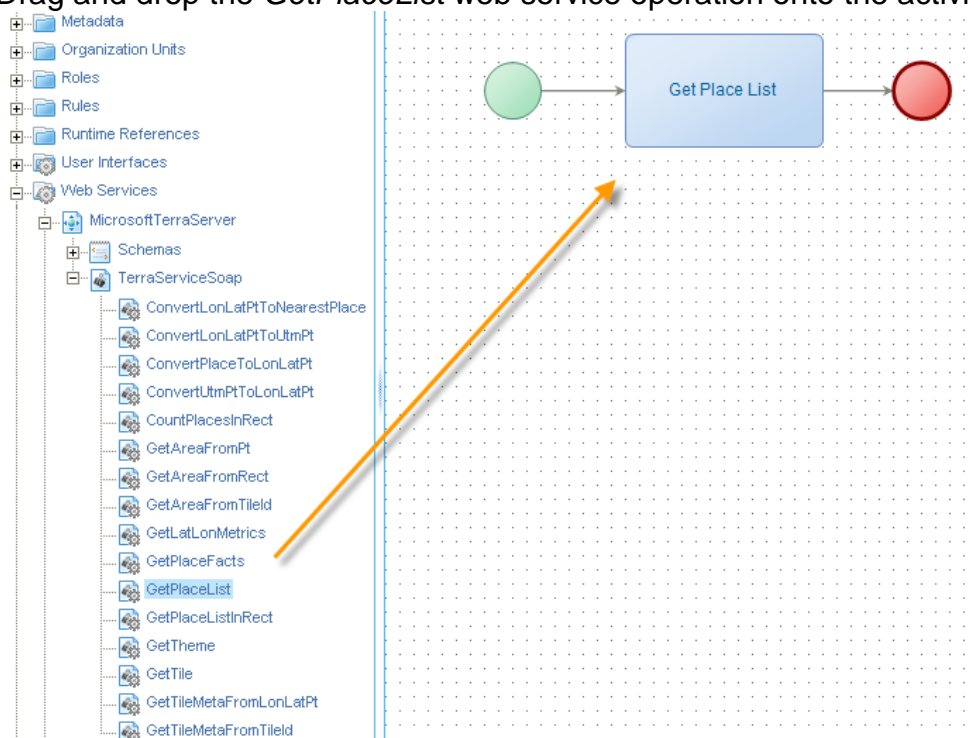 Drag and drop the GetPlaceList web service operation onto the activi
Metadata
Organization Units
Roles
Rules
Runtime References
User Interfaces
Web Services
MicrosoftTerraServer
Schemas
TerraServiceSoap
ConvertLonLatPtToNearestPlace
ConvertLonLatPtToUtmPt
ConvertPlaceToLonLatPt
ConvertUtmPtToLonLatPt
CountPlacesInRect
GetAreaFromPt
GetAreaFromRect
GetAreaFromTileId
GetLatLonMetrics
GetPlaceFacts
GetPlaceList
GetPlaceListInRect
GetTheme
GetTile
GetTileMetaFromLonLatPt
GetTileMetaFromTileId
Get Place List